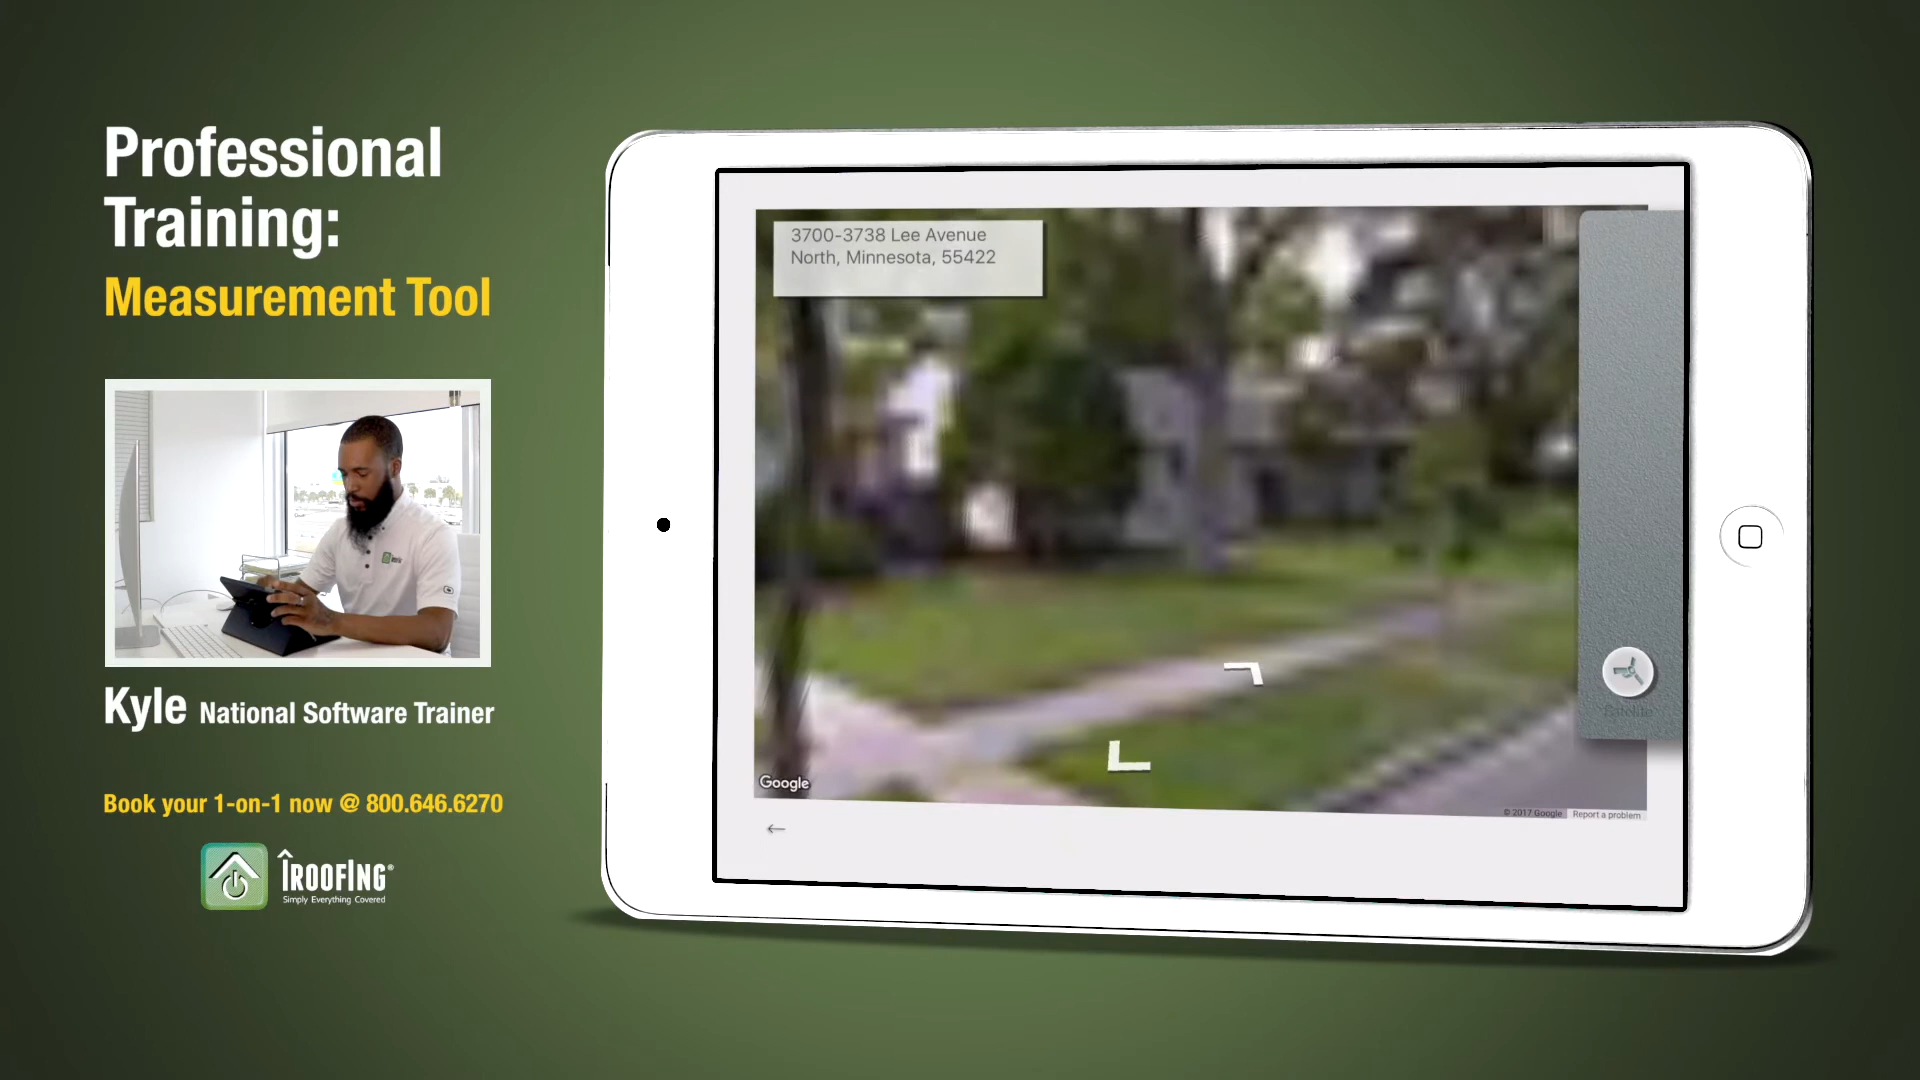 Professional
Training:
Measurement Tool
Kyle National Software Trainer
Book your 1-on-1 now @ 800.646.6270
iROOFING®
Simply Everything Covered
3700-3738 Lee Avenue
North, Minnesota, 55422
Satellite
Google
© 2017 Google
Report a problem